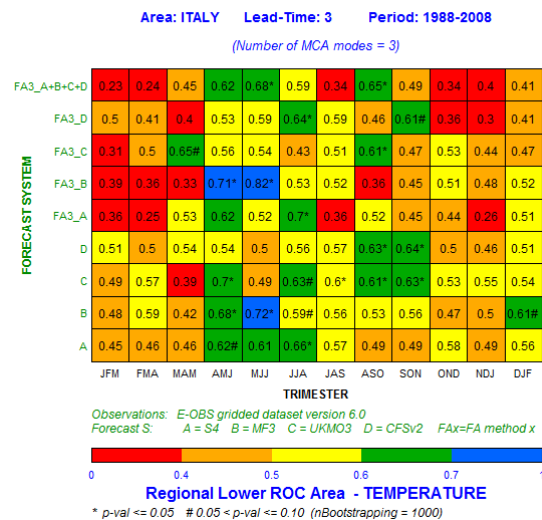 Area: ITALY Lead-Time: 3 Period: 1988-2008
(Number of MCA modes = 3)
FORECAST SYSTEM
FA3_A+B+C+D 0.23 0.24 0.45 0.62 0.68* 0.59 0.34 0.65* 0.49 0.34 0.4 0.41
FA3_D 0.5 0.41 0.4 0.53 0.59 0.64* 0.59 0.46 0.61# 0.36 0.3 0.41
FA3_C 0.31 0.5 0.65# 0.56 0.54 0.43 0.51 0.61* 0.47 0.53 0.44 0.47
FA3_B 0.39 0.36 0.33 0.71* 0.82* 0.53 0.52 0.36 0.45 0.51 0.48 0.52
FA3_A 0.36 0.25 0.53 0.62 0.52 0.7* 0.36 0.52 0.45 0.44 0.26 0.51
D 0.51 0.5 0.54 0.54 0.5 0.56 0.57 0.63* 0.64* 0.5 0.46 0.51
C 0.49 0.57 0.39 0.7* 0.49 0.63# 0.6* 0.61* 0.63* 0.53 0.55 0.54
B 0.48 0.59 0.42 0.68* 0.72* 0.59# 0.56 0.56 0.56 0.47 0.5 0.61#
A 0.45 0.46 0.46 0.62# 0.61 0.66* 0.57 0.49 0.49 0.58 0.49 0.56
JFM FMA MAM AMJ MJJ JJA JAS ASO SON OND NDJ DJF
TRIMESTER
Observations: E-OBS gridded dataset version 6.0
Forecast S: A = S4 B = MF3 C = UKMO3 D = CFSv2 FAx=FA method x
0 0.4 0.5 0.6 0.7 1
Regional Lower ROC Area - TEMPERATURE
* p-val <= 0.05 # 0.05 < p-val <= 0.10 (nBootstrapping = 1000)